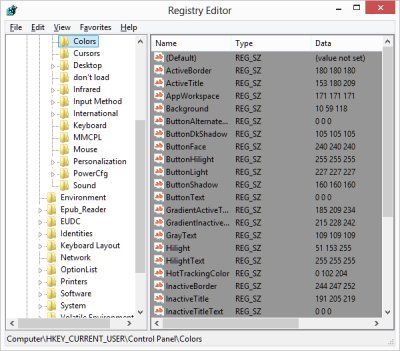 Registry Editor
File Edit View Favorites Help
Colors
Cursors
Desktop
don't load
Infrared
Input Method
International
Keyboard
MMCPL
Mouse
Personalization
PowerCfg
Sound
Environment
Epub_Reader
EUDC
Identities
Keyboard Layout
Network
OptionList
Printers
Software
System
Volatile Environment
Name Type Data
(Default) REG_SZ (value not set)
ActiveBorder REG_SZ 180 180 180
ActiveTitle REG_SZ 153 180 209
AppWorkspace REG_SZ 171 171 171
Background REG_SZ 10 59 118
ButtonAlternate... REG_SZ 0 0 0
ButtonDkShadow REG_SZ 105 105 105
ButtonFace REG_SZ 240 240 240
ButtonHilight REG_SZ 255 255 255
ButtonLight REG_SZ 227 227 227
ButtonShadow REG_SZ 160 160 160
ButtonText REG_SZ 0 0 0
GradientActiveT... REG_SZ 185 209 234
GradientInactive... REG_SZ 215 228 242
GrayText REG_SZ 109 109 109
Hilight REG_SZ 51 153 255
HilightText REG_SZ 255 255 255
HotTrackingColor REG_SZ 0 102 204
InactiveBorder REG_SZ 244 247 252
InactiveTitle REG_SZ 191 205 219
InactiveTitleText REG_SZ 0 0 0
Computer\HKEY_CURRENT_USER\Control Panel\Colors